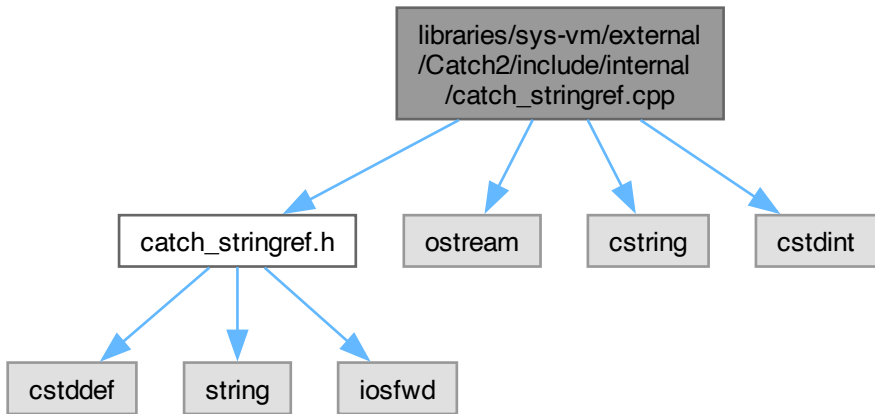 libraries/sys-vm/external
/Catch2/include/internal
/catch_stringref.cpp
catch_stringref.h
ostream
cstring
cstdint
cstddef
string
iosfwd